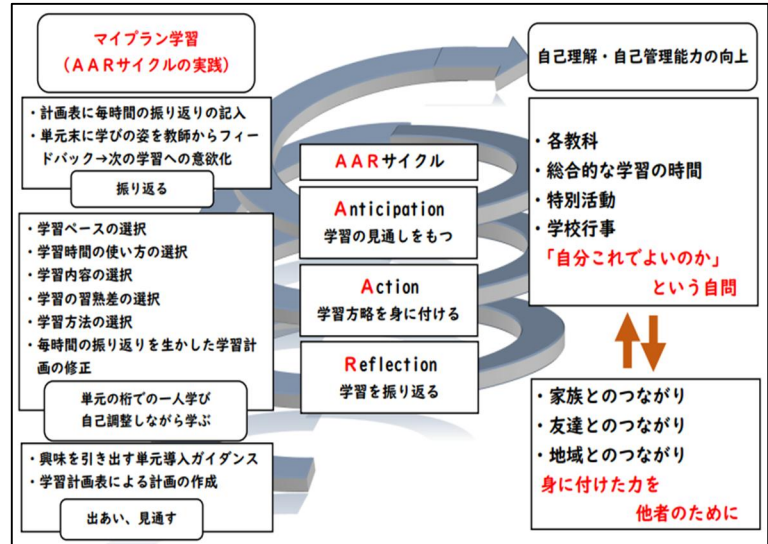 マイプラン学習
（ＡＡＲサイクルの実践）
・計画表に毎時間の振り返りの記入
・単元末に学びの姿を教師からフィー
ドバック→次の学習への意欲化
振り返る
・学習ペースの選択
・学習時間の使い方の選択
・学習内容の選択
・学習の習熟差の選択
・学習方法の選択
・毎時間の振り返りを生かした学習計
画の修正
単元の桁での一人学び
自己調整しながら学ぶ
・興味を引き出す単元導入ガイダンス
・学習計画表による計画の作成
出あい、見通す
ＡＡＲサイクル
Anticipation
学習の見通しをもつ
Action
学習方略を身に付ける
Reflection
学習を振り返る
自己理解・自己管理能力の向上
・各教科
・総合的な学習の時間
・特別活動
・学校行事
「自分これでよいのか」
という自問
・家族とのつながり
・友達とのつながり
・地域とのつながり
身に付けた力を
他者のために